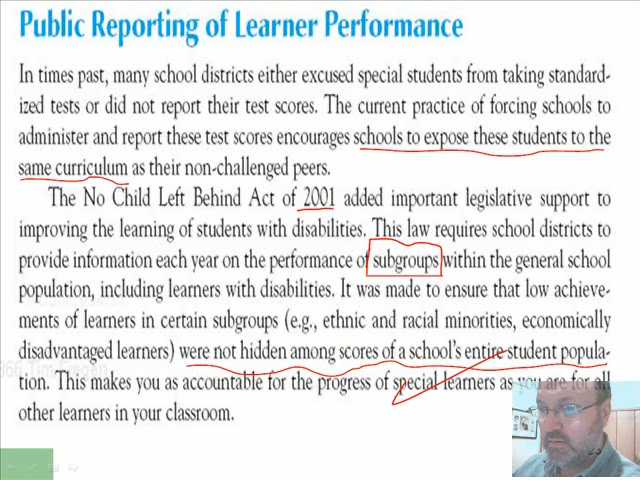 Public Reporting of Learner Performance
In times past, many school districts either excused special students from taking standard-
ized tests or did not report their test scores. The current practice of forcing schools to
administer and report these test scores encourages schools to expose these students to the
same curriculum as their non-challenged peers.
The No Child Left Behind Act of 2001 added important legislative support to
improving the learning of students with disabilities. This law requires school districts to
provide information each year on the performance of subgroups within the general school
population, including learners with disabilities. It was made to ensure that low achieve-
ments of learners in certain subgroups (e.g., ethnic and racial minorities, economically
disadvantaged learners) were not hidden among scores of a school's entire student popula-
tion. This makes you as accountable for the progress of special learners as you are for all
other learners in your classroom.
23